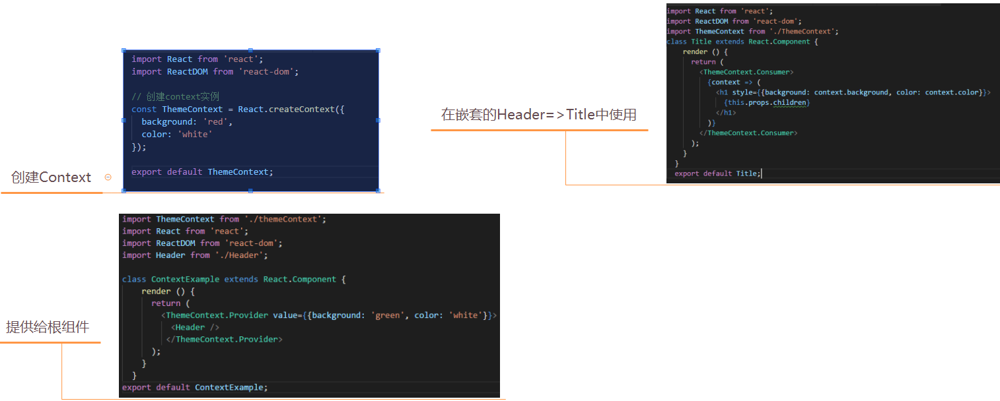 创建Context
import React from 'react';
import ReactDOM from 'react-dom';
// 创建context实例
const ThemeContext = React.createContext({
background: 'red',
color: 'white'
});
export default ThemeContext;
提供给根组件
import ThemeContext from './themeContext';
import React from 'react';
import ReactDOM from 'react-dom';
import Header from './Header';
class ContextExample extends React.Component {
render () {
return (
<ThemeContext.Provider value={{background: 'green', color: 'white'}}>
<Header />
</ThemeContext.Provider>
);
}
}
export default ContextExample;
在嵌套的Header=>Title中使用
import React from 'react';
import ReactDOM from 'react-dom';
import ThemeContext from './ThemeContext';
class Title extends React.Component {
render () {
return (
<ThemeContext.Consumer>
{context => (
<h1 style={{background: context.background, color: context.color}}>
{this.props.children}
</h1>
)}
</ThemeContext.Consumer>
);
}
}
export default Title;